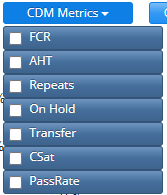 CDM Metrics
FCR
AHT
Repeats
On Hold
Transfer
CSat
PassRate